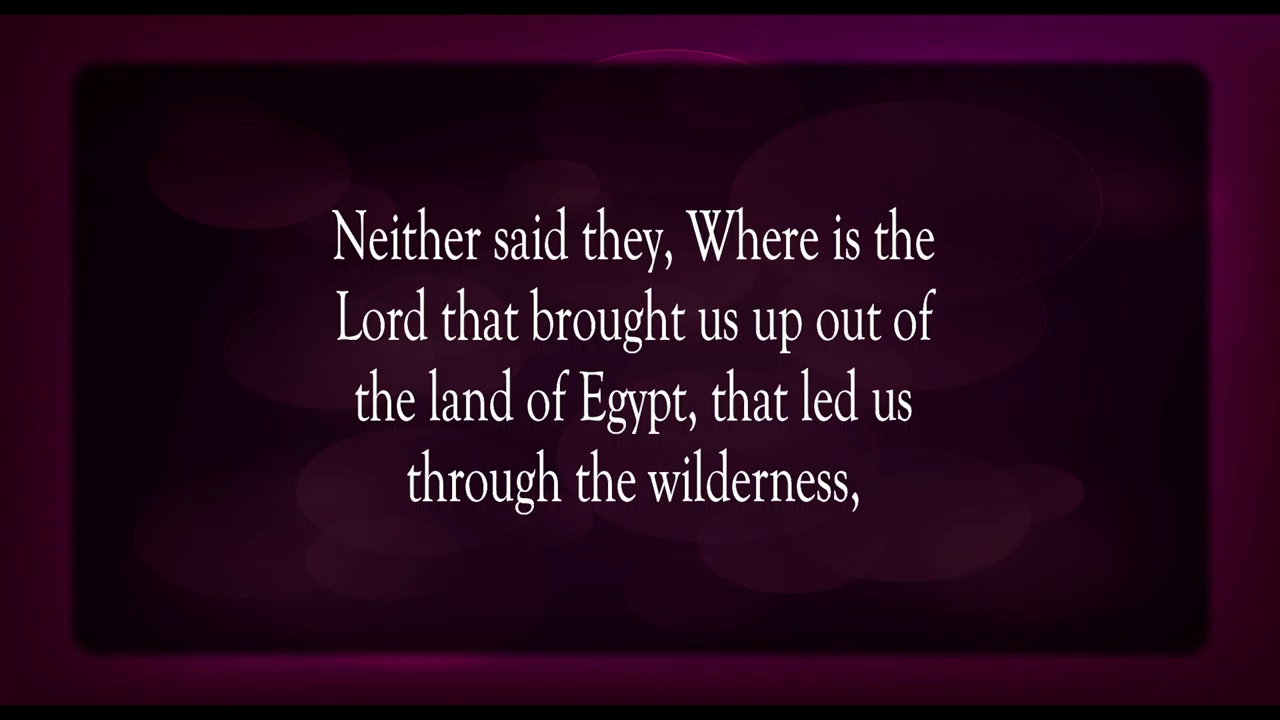 Neither said they, Where is the
Lord that brought us up out of
the land of Egypt, that led us
through the wilderness,